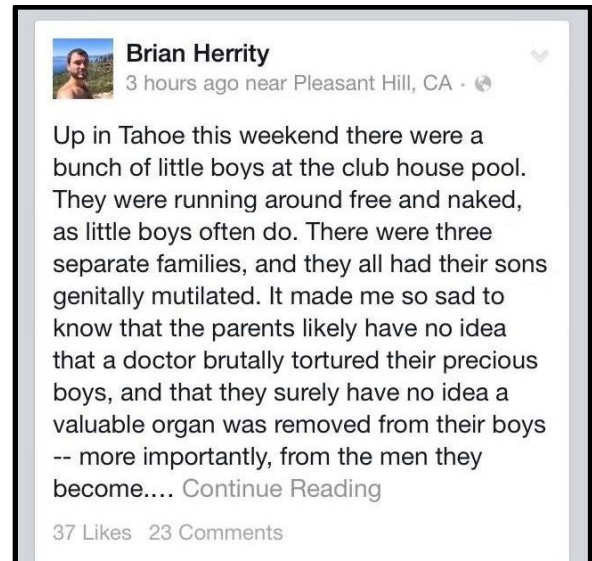 Brian Herrity
3 hours ago near Pleasant Hill, CA ·
Up in Tahoe this weekend there were a
bunch of little boys at the club house pool.
They were running around free and naked,
as little boys often do. There were three
separate families, and they all had their sons
genitally mutilated. It made me so sad to
know that the parents likely have no idea
that a doctor brutally tortured their precious
boys, and that they surely have no idea a
valuable organ was removed from their boys
-- more importantly, from the men they
become.... Continue Reading
37 Likes 23 Comments